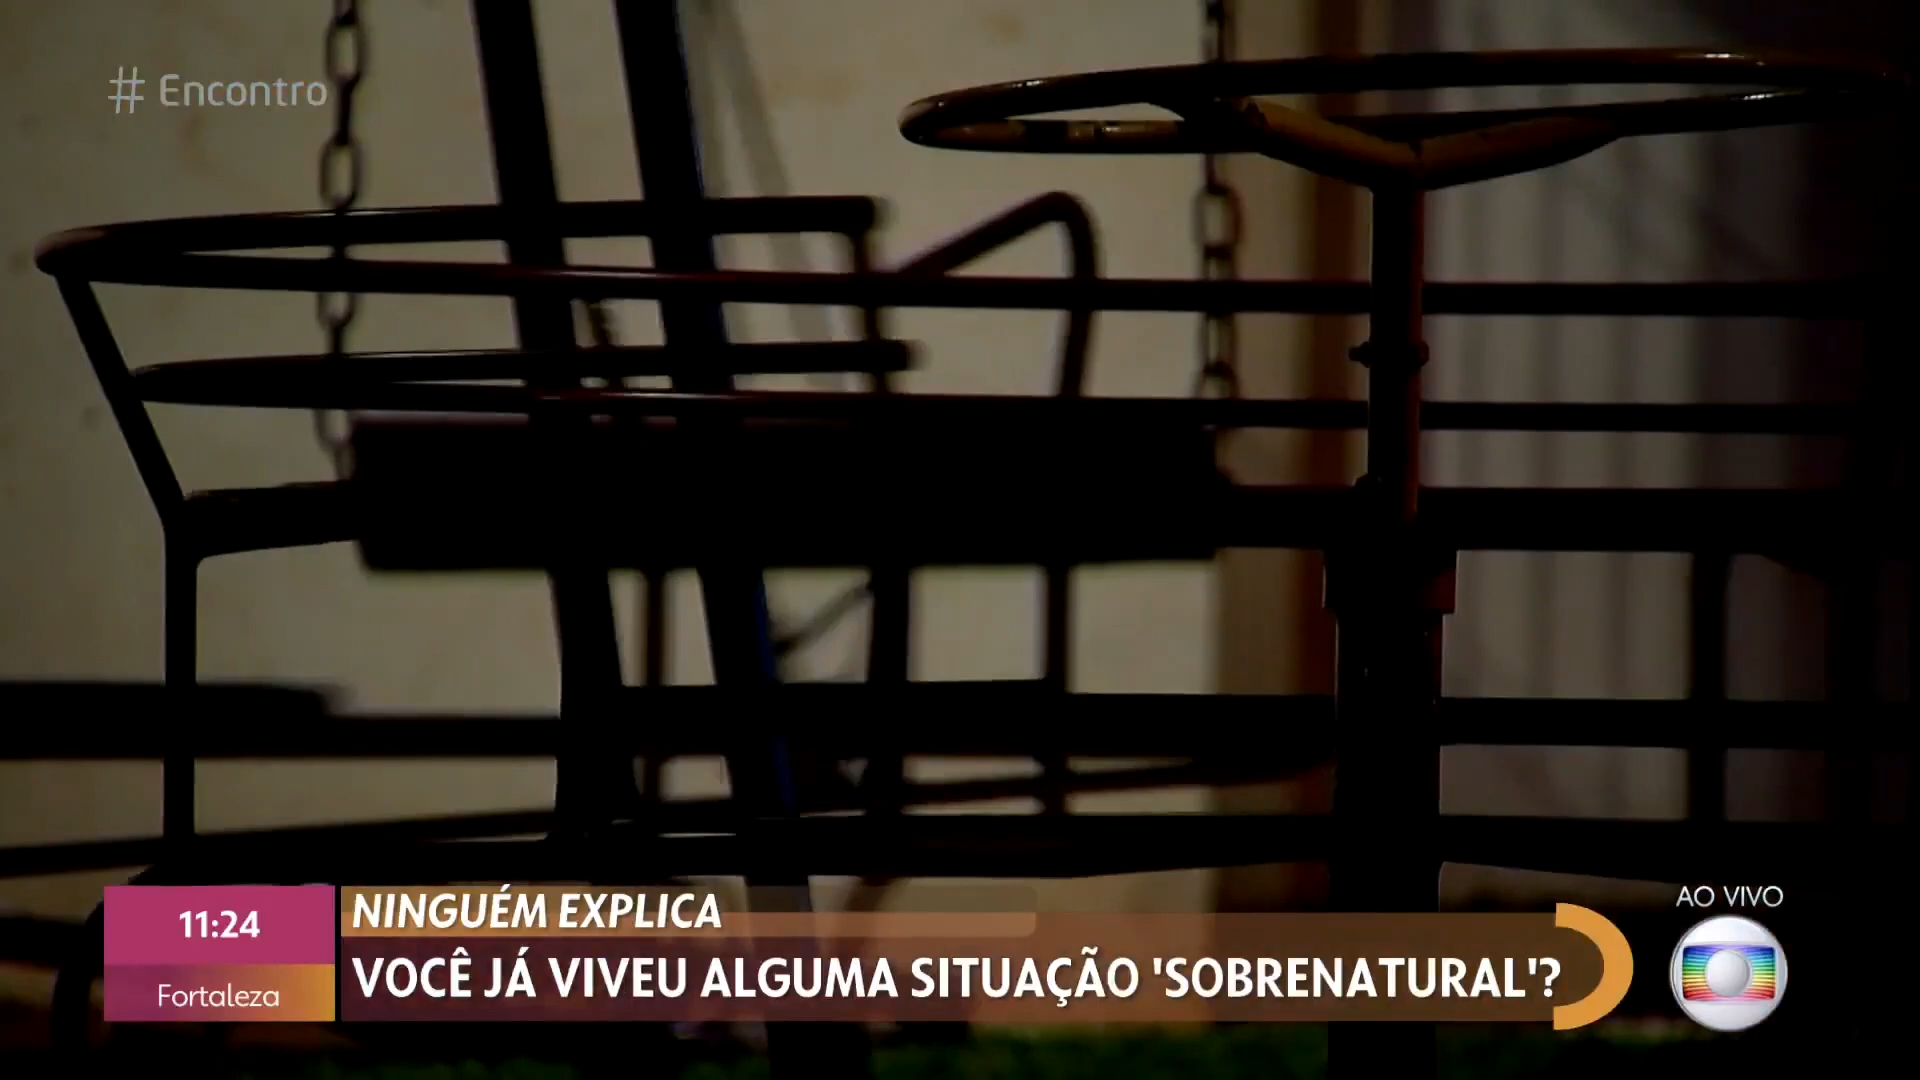 # Encontro
NINGUÉM EXPLICA
11:24
AO VIVO
VOCÊ JÁ VIVEU ALGUMA SITUAÇÃO 'SOBRENATURAL'?
Fortaleza